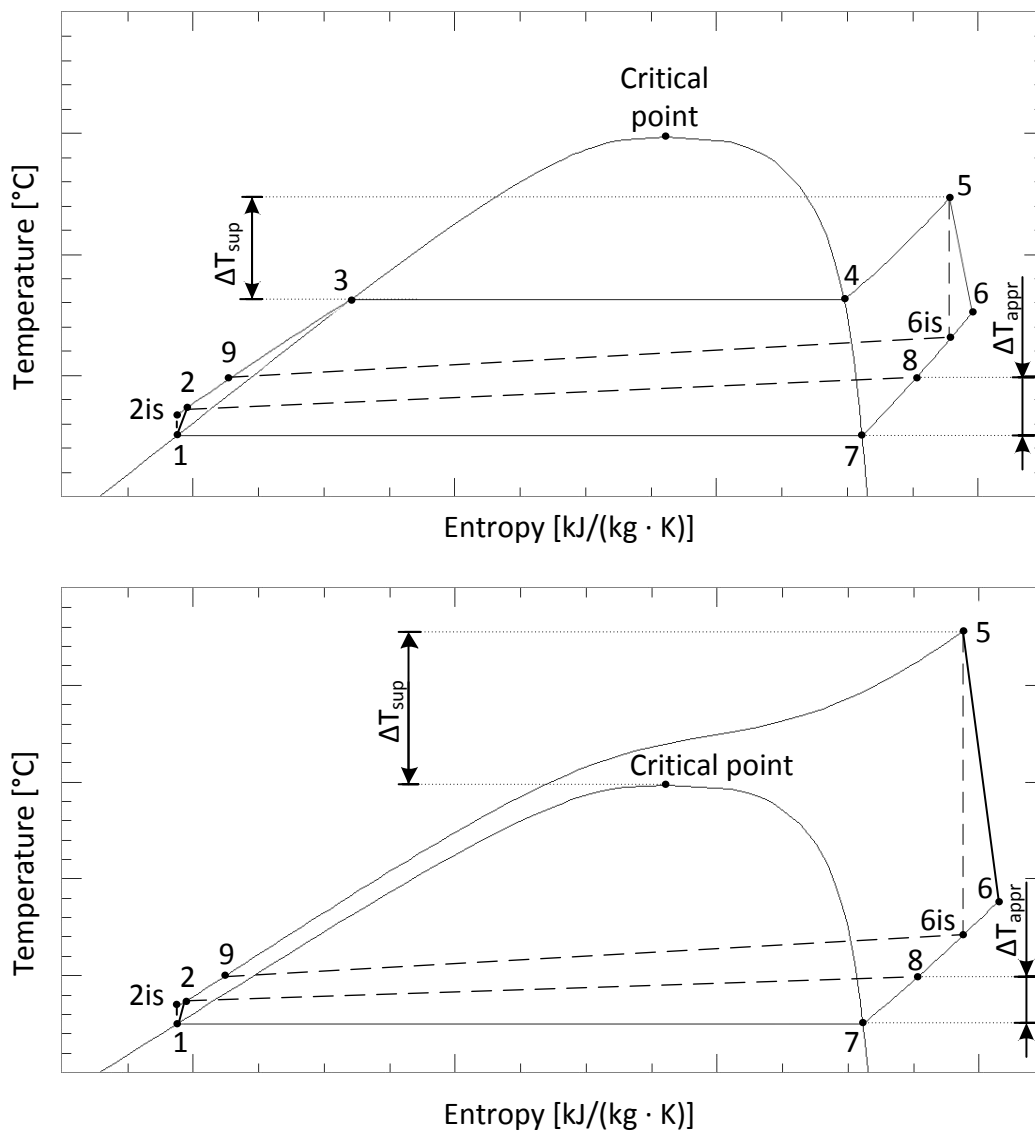 Critical
point
5
ΔTsup
3
4
6
6is
ΔTappr
9
8
2
2is
1
7
Temperature [°C]
Entropy [kJ/(kg · K)]
5
ΔTsup
Critical point
6
6is
ΔTappr
9
8
2
2is
1
7
Temperature [°C]
Entropy [kJ/(kg · K)]